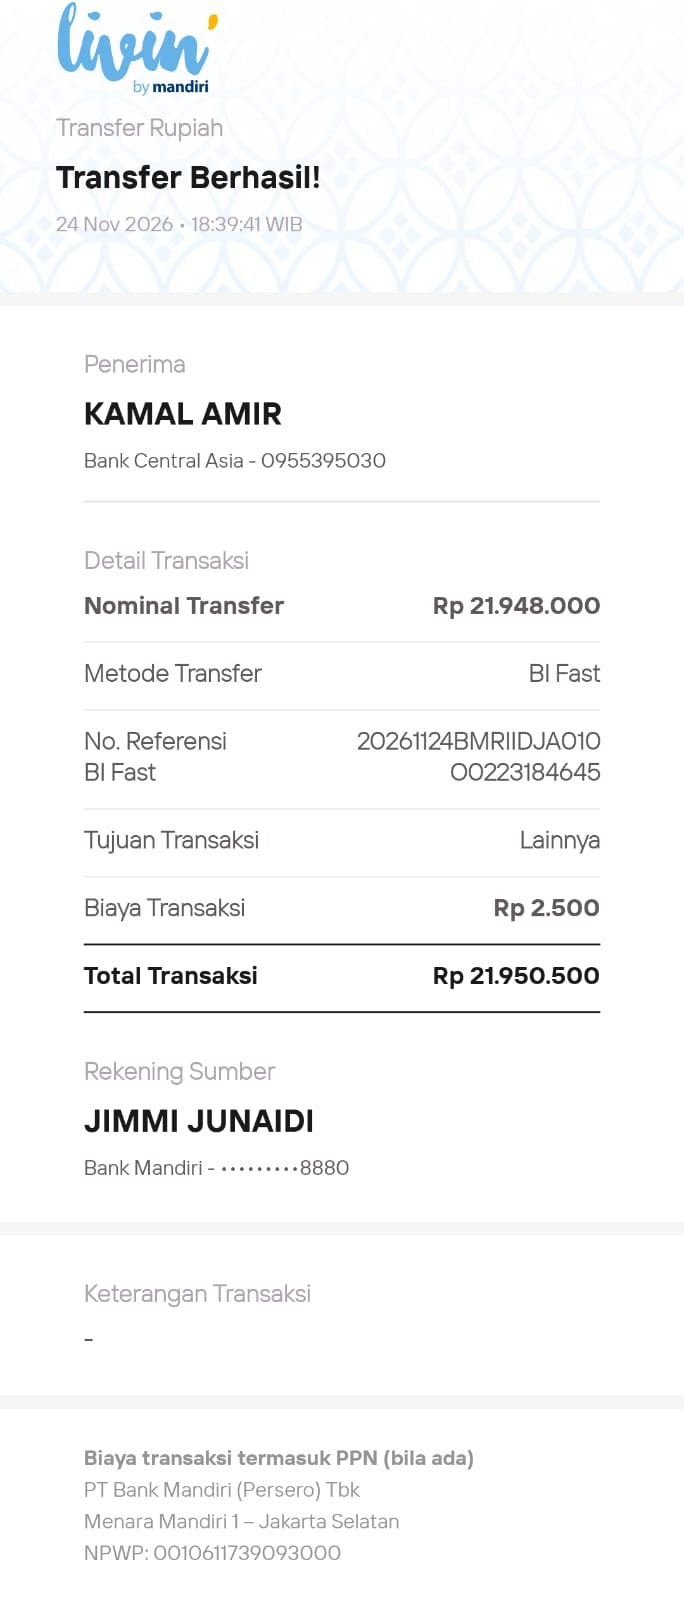 livin'
by mandiri
Transfer Rupiah
Transfer Berhasil!
24 Nov 2026 • 18:39:41 WIB
Penerima
KAMAL AMIR
Bank Central Asia - 0955395030
Detail Transaksi
Nominal Transfer Rp 21.948.000
Metode Transfer BI Fast
No. Referensi 20261124BMRIIDJA010
BI Fast O0223184645
Tujuan Transaksi Lainnya
Biaya Transaksi Rp 2.500
Total Transaksi Rp 21.950.500
Rekening Sumber
JIMMI JUNAIDI
Bank Mandiri - •••••••••8880
Keterangan Transaksi
-
Biaya transaksi termasuk PPN (bila ada)
PT Bank Mandiri (Persero) Tbk
Menara Mandiri 1 – Jakarta Selatan
NPWP: 0010611739093000